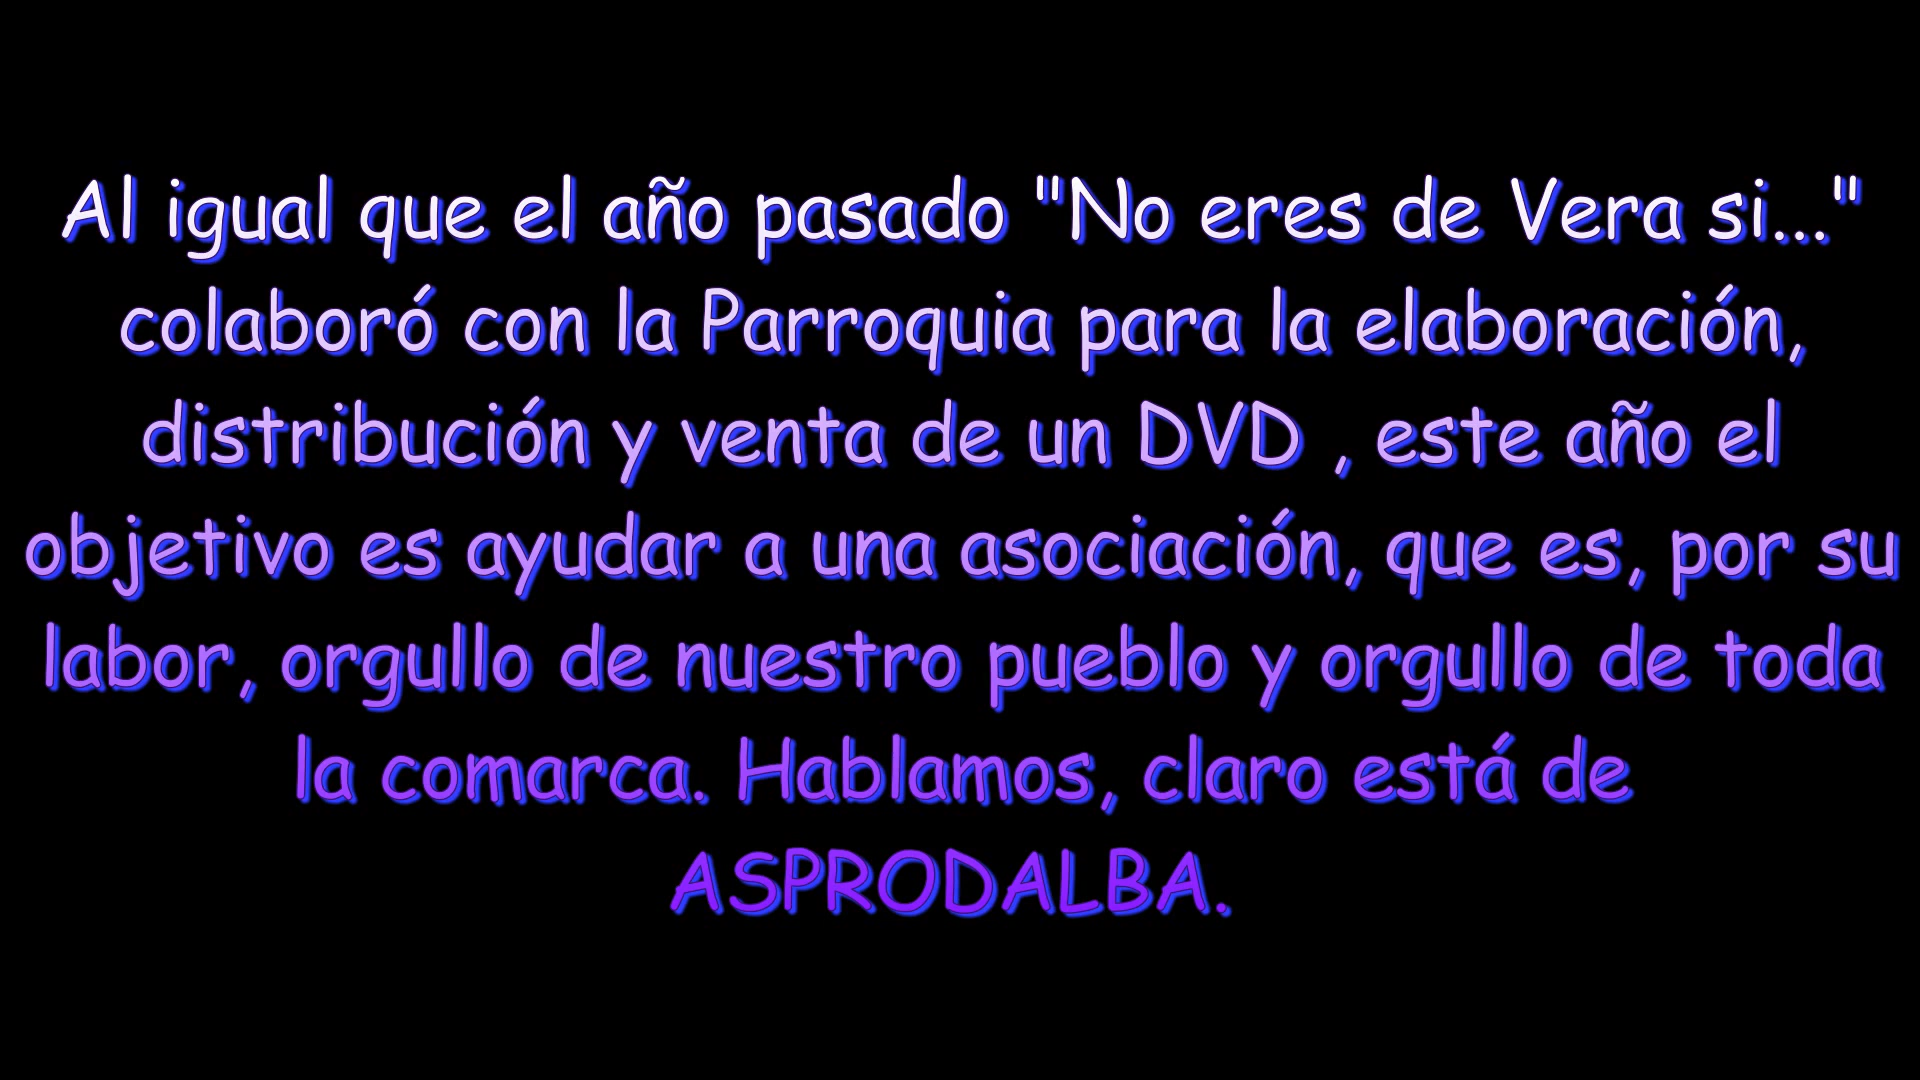 Al igual que el año pasado "No eres de Vera si..."
colaboró con la Parroquia para la elaboración,
distribución y venta de un DVD , este año el
objetivo es ayudar a una asociación, que es, por su
labor, orgullo de nuestro pueblo y orgullo de toda
la comarca. Hablamos, claro está de
ASPRODALBA.